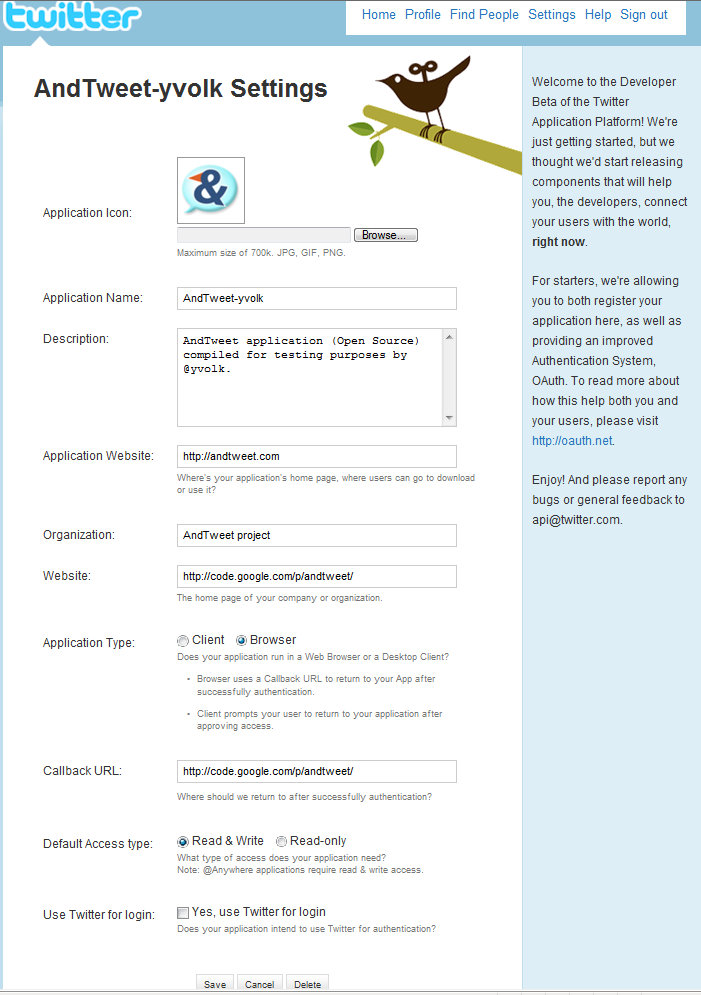 twitter
Home Profile Find People Settings Help Sign out
AndTweet-yvolk Settings
Application Icon:
&
Browse...
Maximum size of 700k. JPG, GIF, PNG.
Application Name:
AndTweet-yvolk
Description:
AndTweet application (Open Source)
compiled for testing purposes by
@yvolk.
Application Website:
http://andtweet.com
Where's your application's home page, where users can go to download
or use it?
Organization:
AndTweet project
Website:
http://code.google.com/p/andtweet/
The home page of your company or organization.
Application Type:
Client Browser
Does your application run in a Web Browser or a Desktop Client?
• Browser uses a Callback URL to return to your App after
successfully authentication.
• Client prompts your user to return to your application after
approving access.
Callback URL:
http://code.google.com/p/andtweet/
Where should we return to after successfully authentication?
Default Access type:
Read & Write Read-only
What type of access does your application need?
Note: @Anywhere applications require read & write access.
Use Twitter for login:
Yes, use Twitter for login
Does your application intend to use Twitter for authentication?
Save Cancel Delete
Welcome to the Developer
Beta of the Twitter
Application Platform! We're
just getting started, but we
thought we'd start releasing
components that will help
you, the developers, connect
your users with the world,
right now.
For starters, we're allowing
you to both register your
application here, as well as
providing an improved
Authentication System,
OAuth. To read more about
how this help both you and
your users, please visit
http://oauth.net.
Enjoy! And please report any
bugs or general feedback to
api@twitter.com.